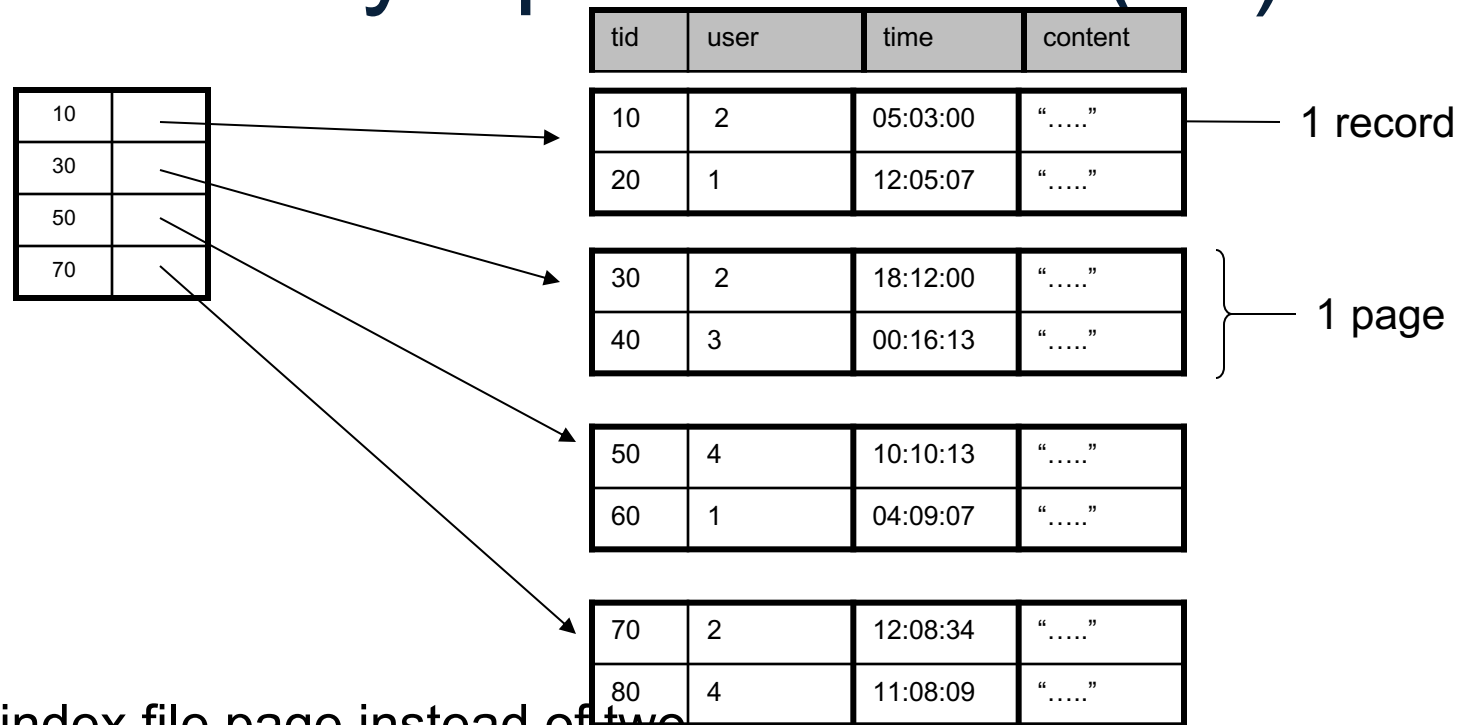 tid user time content
10
30
50
70
10 2 05:03:00 “…..”
20 1 12:05:07 “…..”
1 record
30 2 18:12:00 “…..”
40 3 00:16:13 “…..”
1 page
50 4 10:10:13 “…..”
60 1 04:09:07 “…..”
70 2 12:08:34 “…..”
80 4 11:08:09 “…..”
index file page instead of two